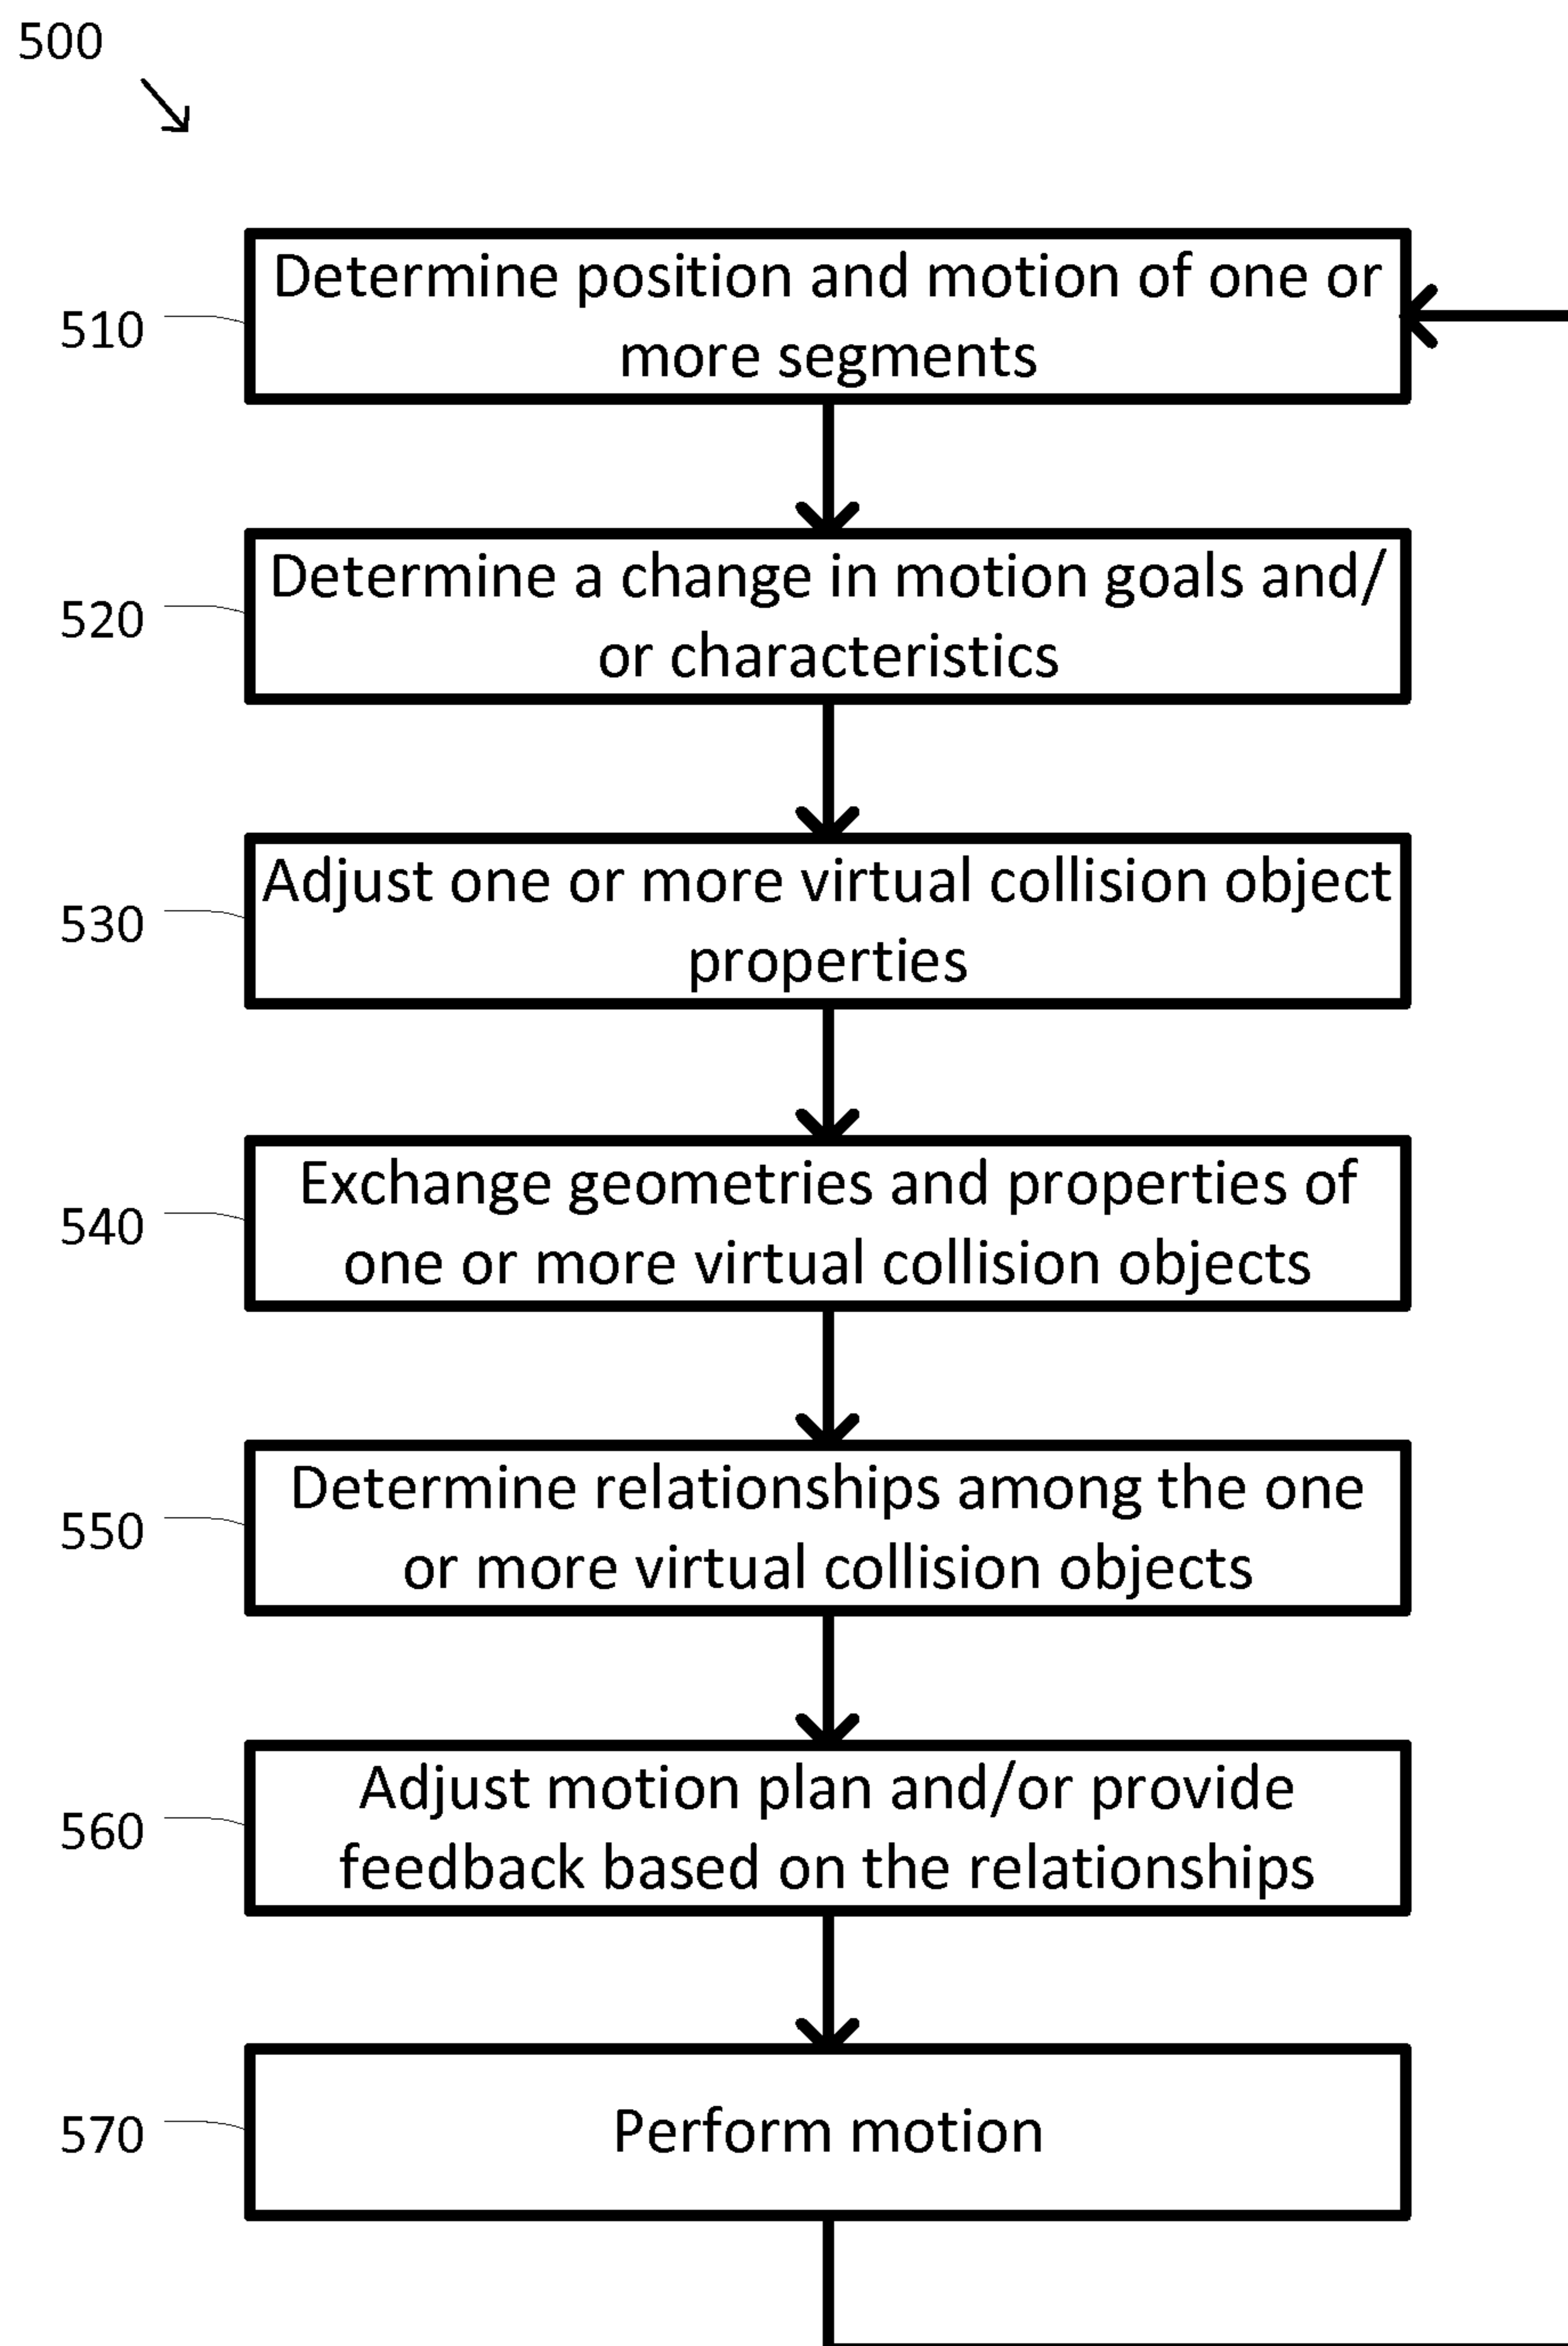 500
510
Determine position and motion of one or
more segments
520
Determine a change in motion goals and/
or characteristics
530
Adjust one or more virtual collision object
properties
540
Exchange geometries and properties of
one or more virtual collision objects
550
Determine relationships among the one
or more virtual collision objects
560
Adjust motion plan and/or provide
feedback based on the relationships
570
Perform motion